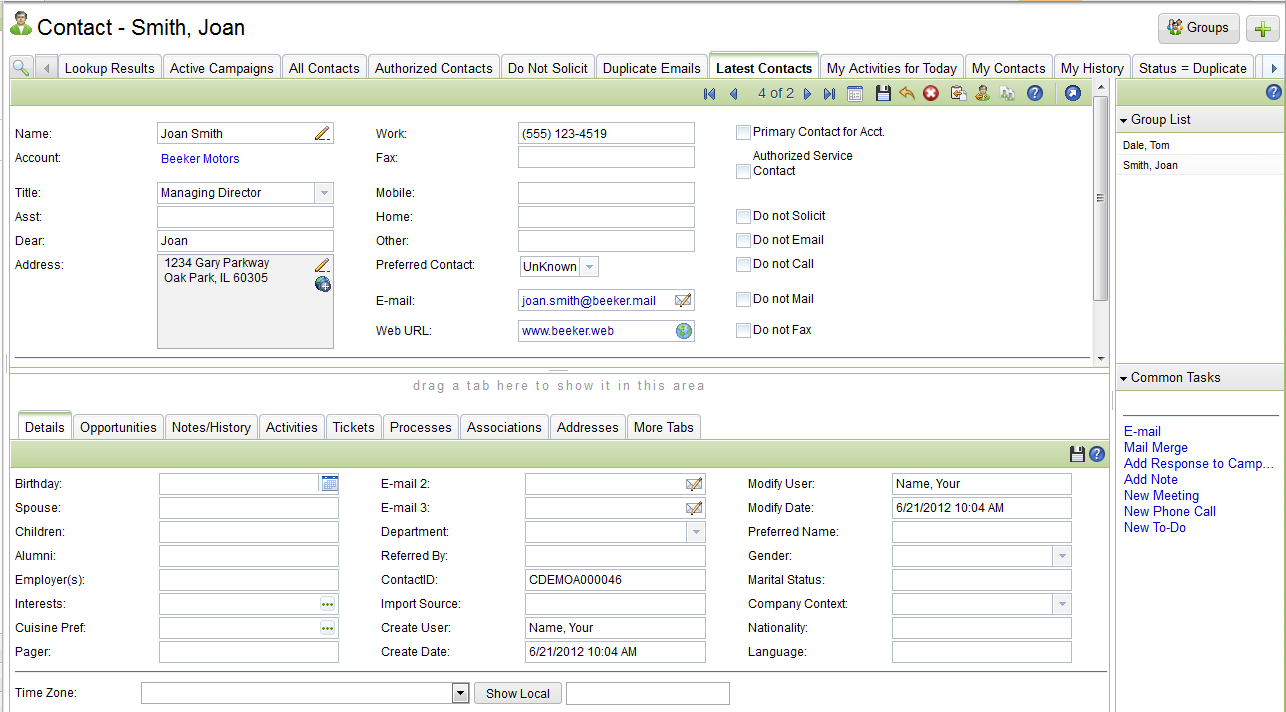 Contact - Smith, Joan
Groups
Lookup Results
Active Campaigns
All Contacts
Authorized Contacts
Do Not Solicit
Duplicate Emails
Latest Contacts
My Activities for Today
My Contacts
My History
Status = Duplicate
4 of 2
Name:
Joan Smith
Account:
Beeker Motors
Title:
Managing Director
Asst:
Dear:
Joan
Address:
1234 Gary Parkway
Oak Park, IL 60305
Work:
(555) 123-4519
Fax:
Mobile:
Home:
Other:
Preferred Contact:
UnKnown
E-mail:
joan.smith@beeker.mail
Web URL:
www.beeker.web
Primary Contact for Acct.
Authorized Service
Contact
Do not Solicit
Do not Email
Do not Call
Do not Mail
Do not Fax
Group List
Dale, Tom
Smith, Joan
drag a tab here to show it in this area
Details
Opportunities
Notes/History
Activities
Tickets
Processes
Associations
Addresses
More Tabs
Birthday:
Spouse:
Children:
Alumni:
Employer(s):
Interests:
Cuisine Pref:
Pager:
E-mail 2:
E-mail 3:
Department:
Referred By:
ContactID:
CDEMOA000046
Import Source:
Create User:
Name, Your
Create Date:
6/21/2012 10:04 AM
Modify User:
Name, Your
Modify Date:
6/21/2012 10:04 AM
Preferred Name:
Gender:
Marital Status:
Company Context:
Nationality:
Language:
Time Zone:
Show Local
Common Tasks
E-mail
Mail Merge
Add Response to Camp...
Add Note
New Meeting
New Phone Call
New To-Do